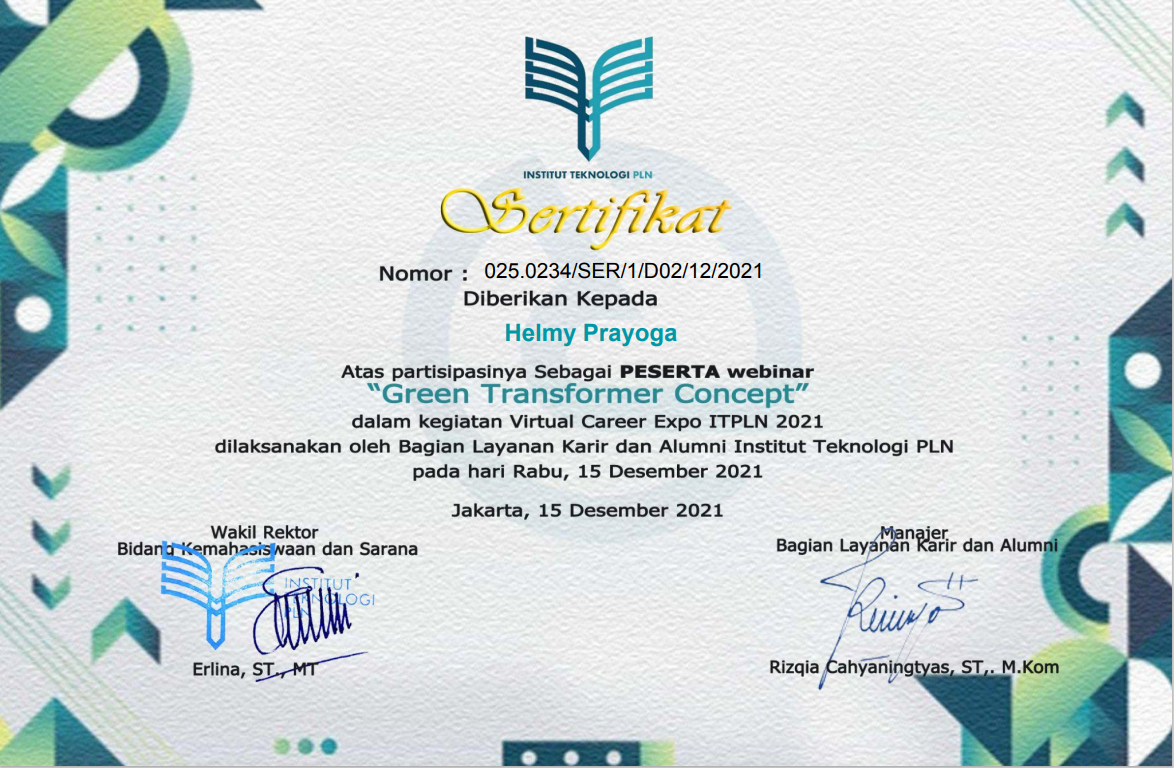 INSTITUT TEKNOLOGI PLN
Sertifikat
Nomor : 025.0234/SER/1/D02/12/2021
Diberikan Kepada
Helmy Prayoga
Atas partisipasinya Sebagai PESERTA webinar
“Green Transformer Concept”
dalam kegiatan Virtual Career Expo ITPLN 2021
dilaksanakan oleh Bagian Layanan Karir dan Alumni Institut Teknologi PLN
pada hari Rabu, 15 Desember 2021
Jakarta, 15 Desember 2021
Wakil Rektor
Bidang Kemahasiswaan dan Sarana
INSTITUT
TEKNOLOGI
PLN
Erlina, ST., MT
Manajer
Bagian Layanan Karir dan Alumni
Rizqia Cahyaningtyas, ST,. M.Kom